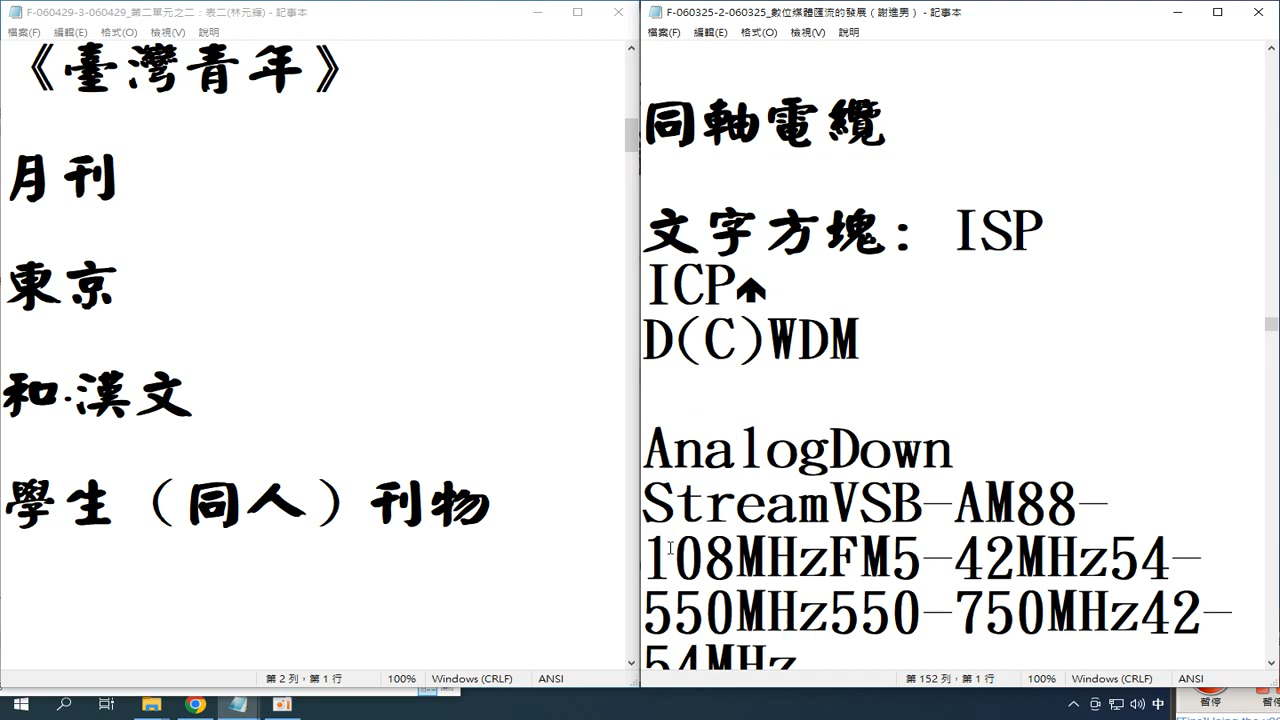 F-060429-3-060429_第二單元之二：表二(林元輝) - 記事本
檔案(F) 編輯(E) 格式(O) 檢視(V) 說明
《臺灣青年》
月刊
東京
和·漢文
學生（同人）刊物
第 2 列，第 1 行 100% Windows (CRLF) ANSI
F-060325-2-060325_數位媒體匯流的發展（謝進男）- 記事本
檔案(F) 編輯(E) 格式(O) 檢視(V) 說明
同軸電纜
文字方塊: ISP
ICP🡹
D(C)WDM
AnalogDown
StreamVSB-AM88-
108MHzFM5-42MHz54-
550MHz550-750MHz42-
54MHz
第 152 列，第 1 行 100% Windows (CRLF) ANSI
中
暫停